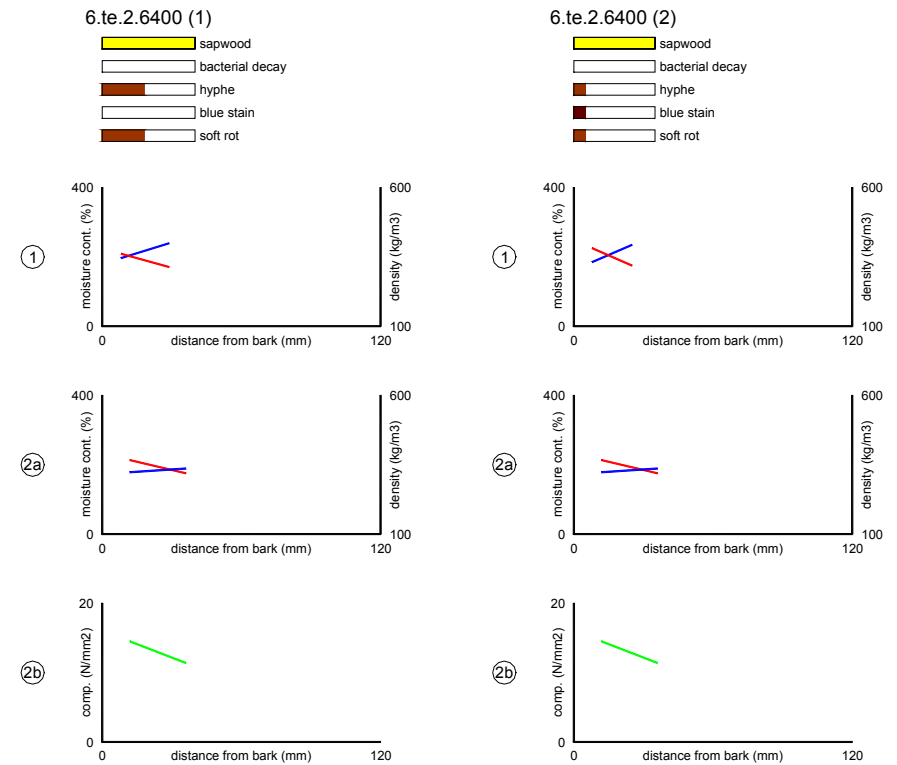 6.te.2.6400 (1)
sapwood
bacterial decay
hyphe
blue stain
soft rot
1
400
0
moisture cont. (%)
600
100
density (kg/m3)
0
distance from bark (mm)
120
2a
400
0
moisture cont. (%)
600
100
density (kg/m3)
0
distance from bark (mm)
120
2b
20
0
comp. (N/mm2)
0
distance from bark (mm)
120
6.te.2.6400 (2)
sapwood
bacterial decay
hyphe
blue stain
soft rot
1
400
0
moisture cont. (%)
600
100
density (kg/m3)
0
distance from bark (mm)
120
2a
400
0
moisture cont. (%)
600
100
density (kg/m3)
0
distance from bark (mm)
120
2b
20
0
comp. (N/mm2)
0
distance from bark (mm)
120